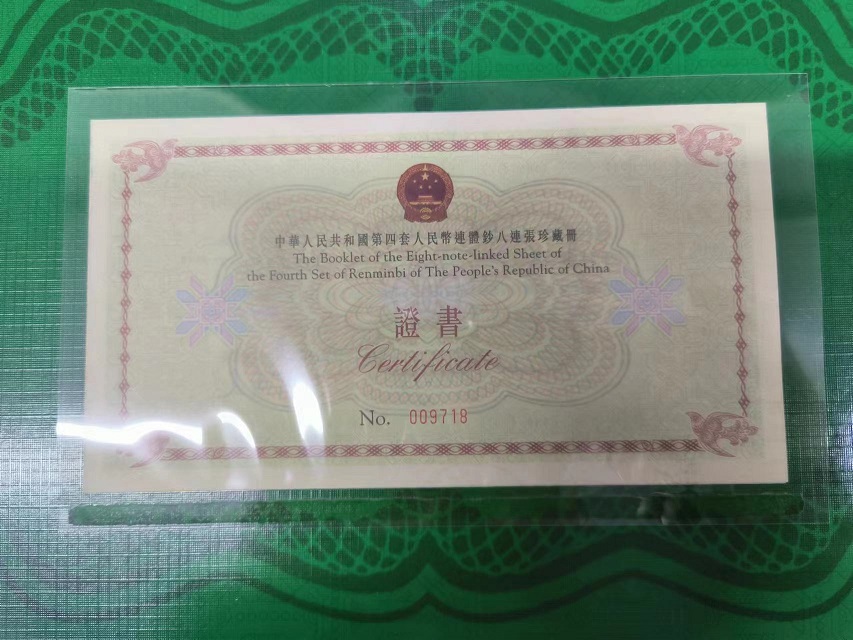 中華人民共和國第四套人民幣連體鈔八連張珍藏冊
The Booklet of the Eight-note-linked Sheet of
the Fourth Set of Renminbi of The People's Republic of China
證書
Certificate
No. 009718